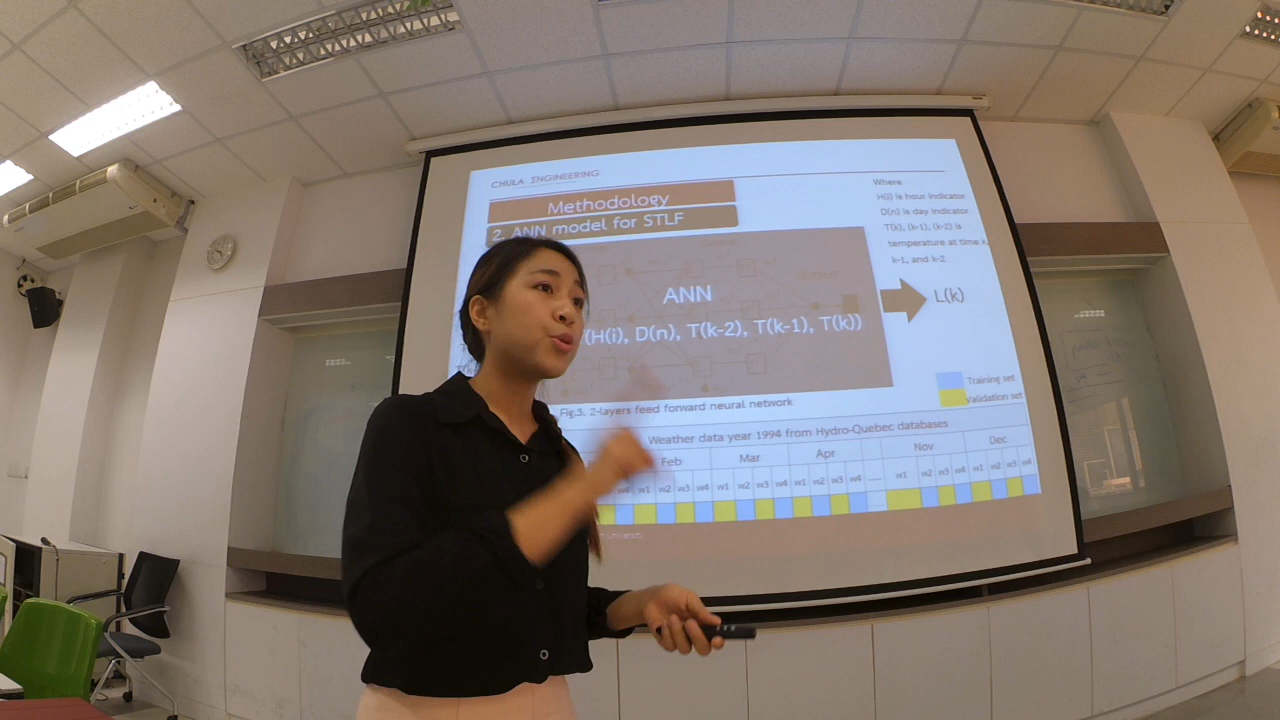 CHULA ΣNGINEERING
Methodology
2. ANN model for STLF
Where
H(i) is hour indicator
D(n) is day indicator
T(k), (k-1), (k-2) is
temperature at time k,
k-1, and k-2
Output
OUTPUT
ANN
(H(i), D(n), T(k-2), T(k-1), T(k))
L(k)
Fig.3. 2-layers feed forward neural network
Training set
Validation set
Weather data year 1994 from Hydro-Quebec databases
Feb Mar Apr Nov Dec
w4 w1 w2 w3 w4 w1 w2 w3 w4 w1 w2 w3 w4 ...... w1 w2 w3 w4 w1 w2 w3 w4